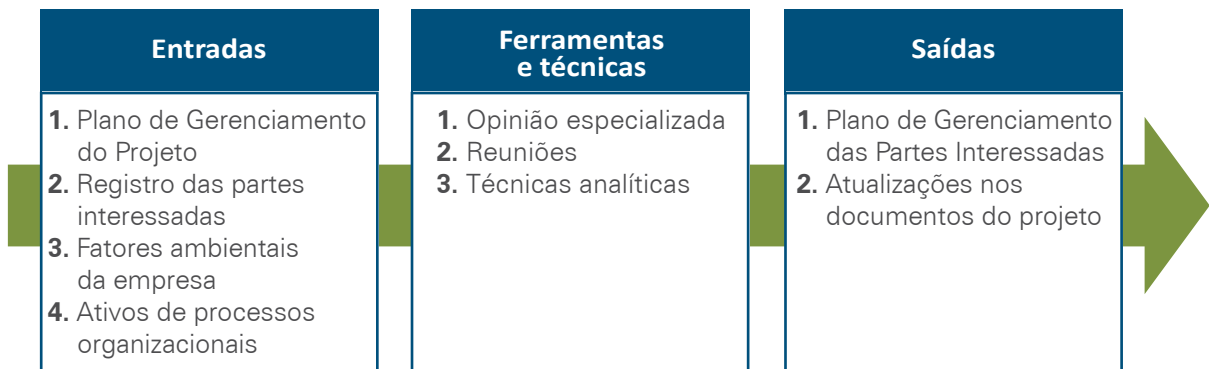 Entradas
1. Plano de Gerenciamento
do Projeto
2. Registro das partes
interessadas
3. Fatores ambientais
da empresa
4. Ativos de processos
organizacionais
Ferramentas
e técnicas
1. Opinião especializada
2. Reuniões
3. Técnicas analíticas
Saídas
1. Plano de Gerenciamento
das Partes Interessadas
2. Atualizações nos
documentos do projeto